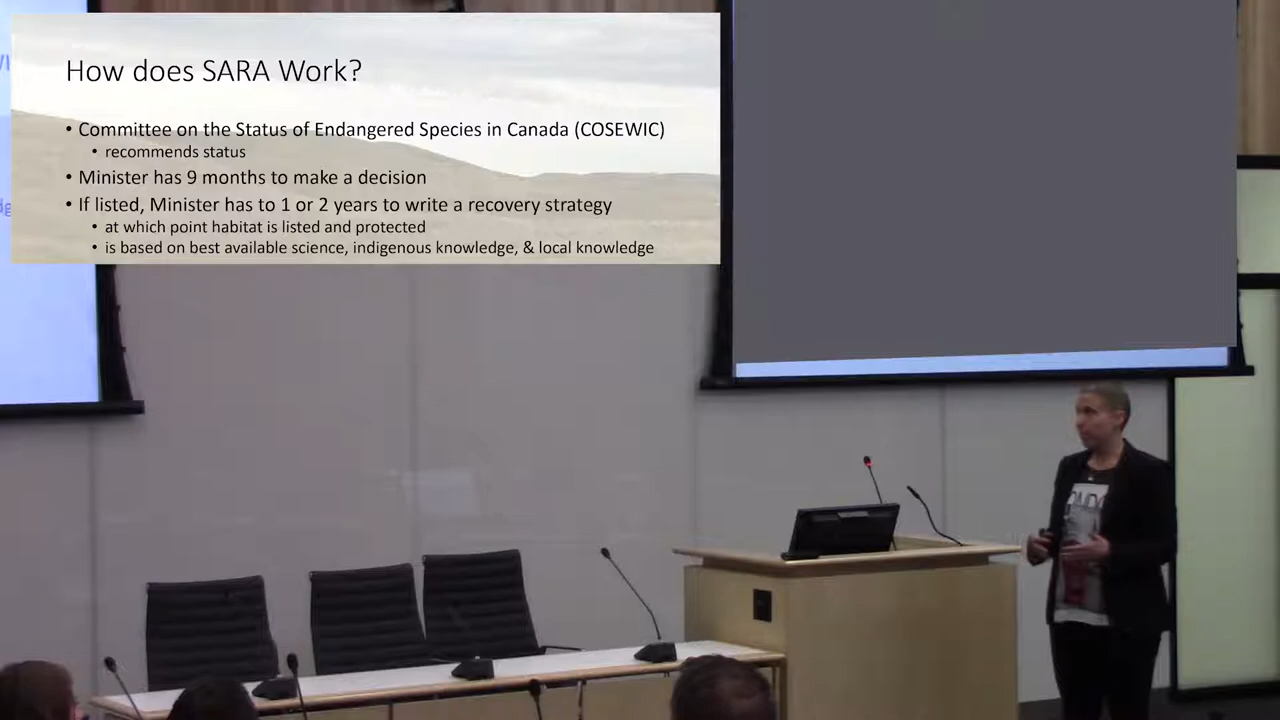 How does SARA Work?
• Committee on the Status of Endangered Species in Canada (COSEWIC)
• recommends status
• Minister has 9 months to make a decision
• If listed, Minister has to 1 or 2 years to write a recovery strategy
• at which point habitat is listed and protected
• is based on best available science, indigenous knowledge, & local knowledge